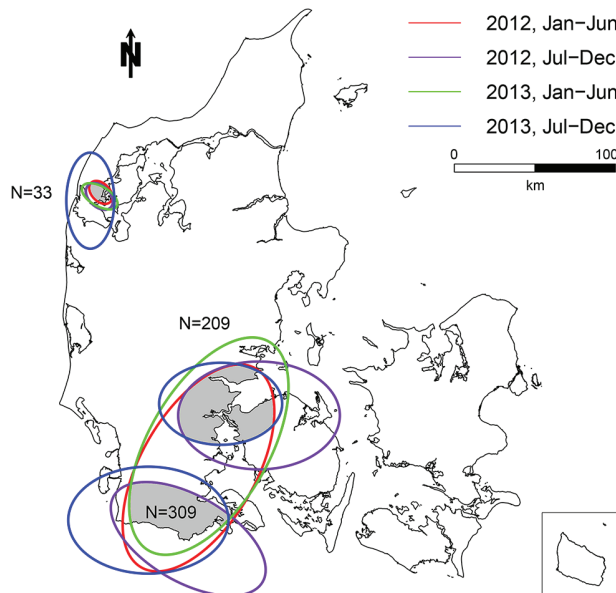 N
2012, Jan−Jun
2012, Jul−Dec
2013, Jan−Jun
2013, Jul−Dec
0 100
km
N=33
N=209
N=309